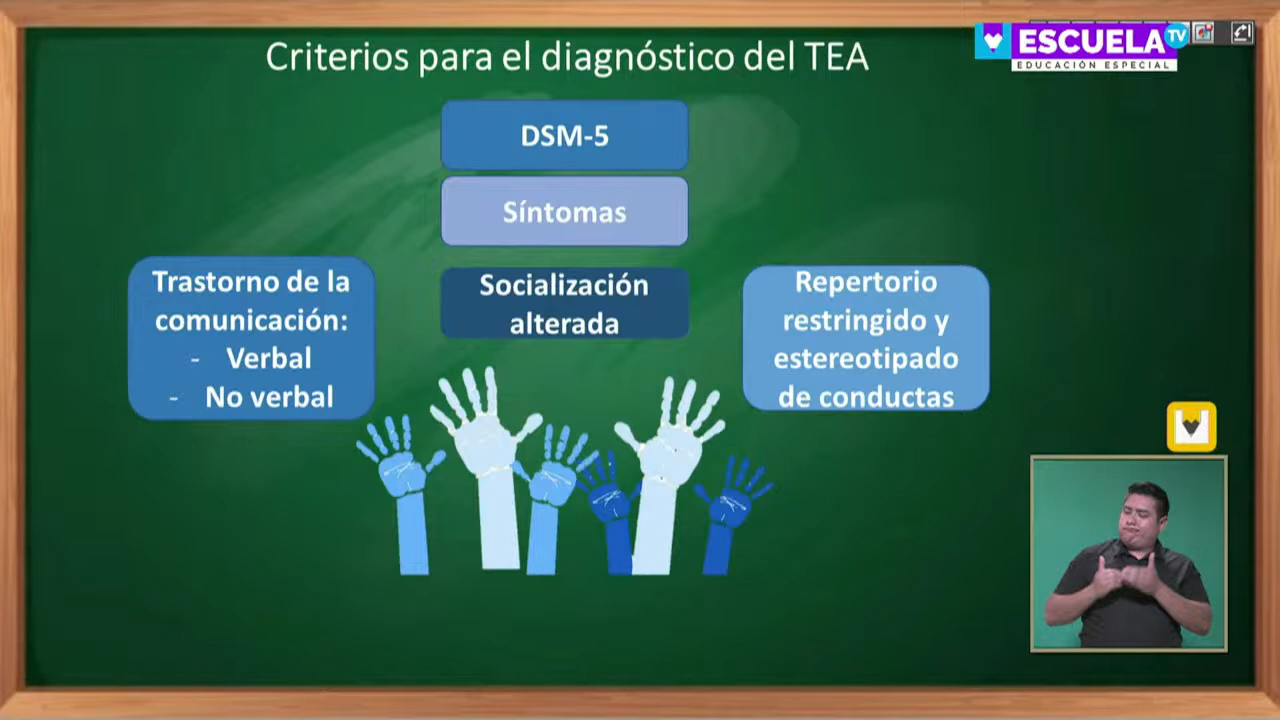 Criterios para el diagnóstico del TEA
ESCUELA TV
EDUCACIÓN ESPECIAL
DSM-5
Síntomas
Trastorno de la
comunicación:
- Verbal
- No verbal
Socialización
alterada
Repertorio
restringido y
estereotipado
de conductas